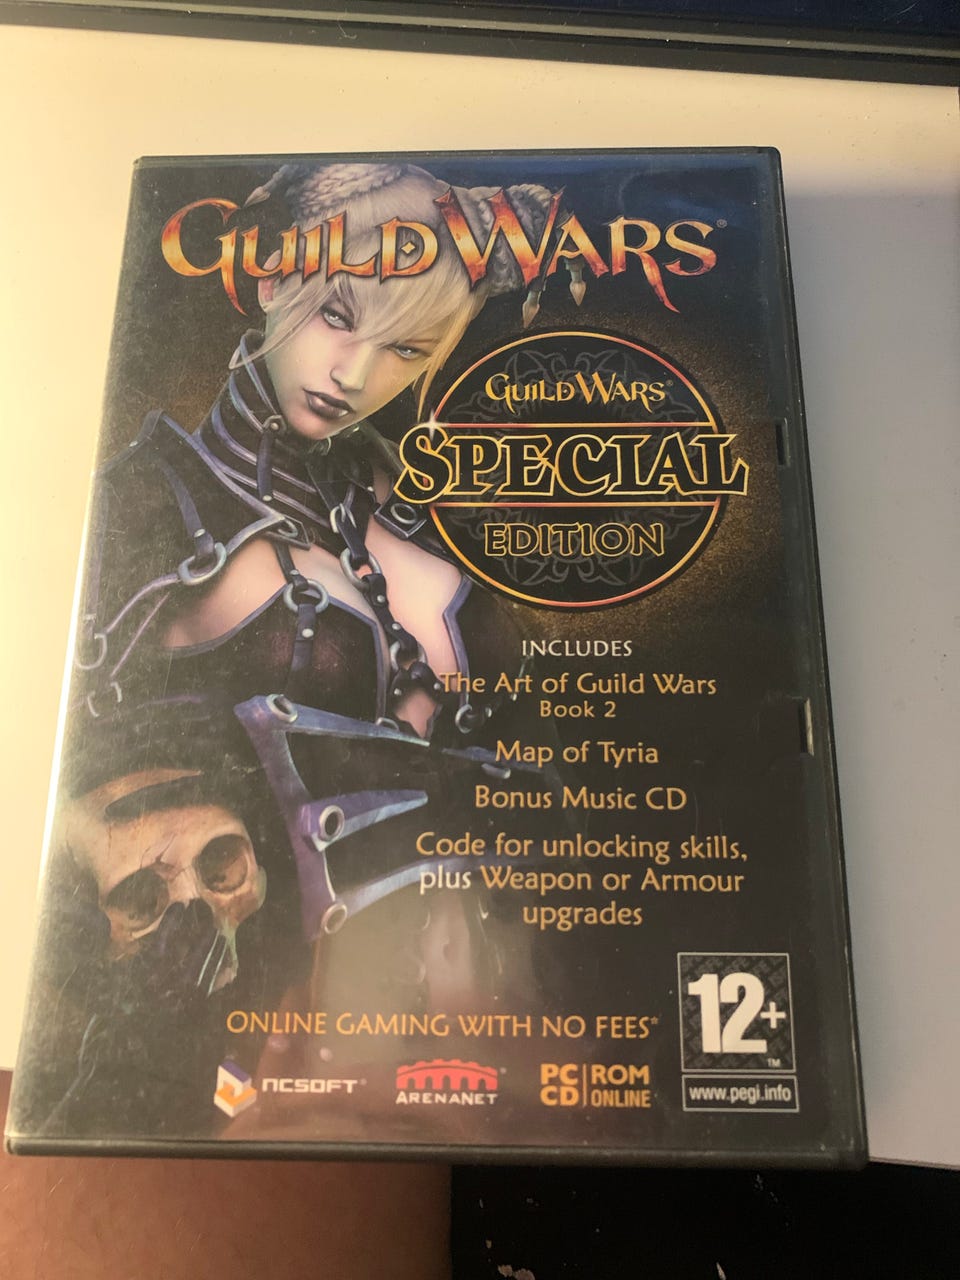 GUILD WARS®
GUILD WARS®
SPECIAL
EDITION
INCLUDES
The Art of Guild Wars
Book 2
Map of Tyria
Bonus Music CD
Code for unlocking skills,
plus Weapon or Armour
upgrades
ONLINE GAMING WITH NO FEES*
NCSOFT®
ARENANET®
PC CD ROM ONLINE
12+
™
www.pegi.info